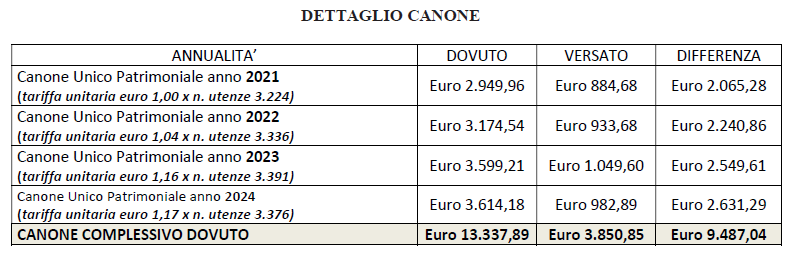 DETTAGLIO CANONE
ANNUALITA’ DOVUTO VERSATO DIFFERENZA
Canone Unico Patrimoniale anno 2021
(tariffa unitaria euro 1,00 x n. utenze 3.224) Euro 2.949,96 Euro 884,68 Euro 2.065,28
Canone Unico Patrimoniale anno 2022
(tariffa unitaria euro 1,04 x n. utenze 3.336) Euro 3.174,54 Euro 933,68 Euro 2.240,86
Canone Unico Patrimoniale anno 2023
(tariffa unitaria euro 1,16 x n. utenze 3.391) Euro 3.599,21 Euro 1.049,60 Euro 2.549,61
Canone Unico Patrimoniale anno 2024
(tariffa unitaria euro 1,17 x n. utenze 3.376) Euro 3.614,18 Euro 982,89 Euro 2.631,29
CANONE COMPLESSIVO DOVUTO Euro 13.337,89 Euro 3.850,85 Euro 9.487,04